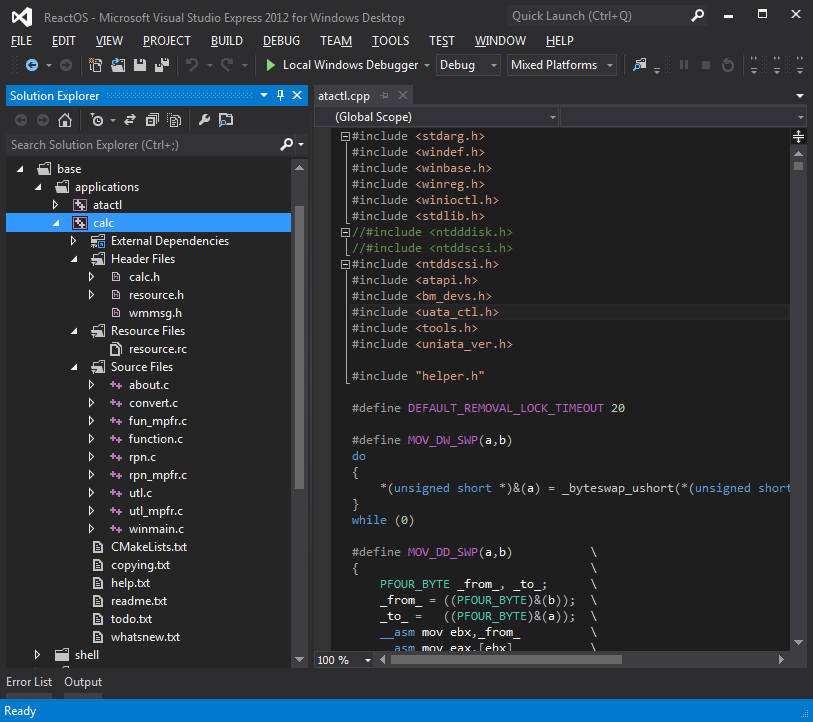 ReactOS - Microsoft Visual Studio Express 2012 for Windows Desktop
Quick Launch (Ctrl+Q)
FILE EDIT VIEW PROJECT BUILD DEBUG TEAM TOOLS TEST WINDOW HELP
Local Windows Debugger Debug Mixed Platforms
Solution Explorer
Search Solution Explorer (Ctrl+;)
base
applications
atactl
calc
External Dependencies
Header Files
calc.h
resource.h
wmmsg.h
Resource Files
resource.rc
Source Files
about.c
convert.c
fun_mpfr.c
function.c
rpn.c
rpn_mpfr.c
utl.c
utl_mpfr.c
winmain.c
CMakeLists.txt
copying.txt
help.txt
readme.txt
todo.txt
whatsnew.txt
shell
atactl.cpp
(Global Scope)
#include <stdarg.h>
#include <windef.h>
#include <winbase.h>
#include <winreg.h>
#include <winioctl.h>
#include <stdlib.h>
//#include <ntdddisk.h>
//#include <ntddscsi.h>
#include <ntddscsi.h>
#include <atapi.h>
#include <bm_devs.h>
#include <uata_ctl.h>
#include <tools.h>
#include <uniata_ver.h>
#include "helper.h"
#define DEFAULT_REMOVAL_LOCK_TIMEOUT 20
#define MOV_DW_SWP(a,b)
do
{
*(unsigned short *)&(a) = _byteswap_ushort(*(unsigned short
}
while (0)
#define MOV_DD_SWP(a,b) \
{ \
PFOUR_BYTE _from_, _to_; \
_from_ = ((PFOUR_BYTE)&(b)); \
_to_ = ((PFOUR_BYTE)&(a)); \
__asm mov ebx,_from_ \
__asm mov eax,[ebx] \
100 %
Error List Output
Ready